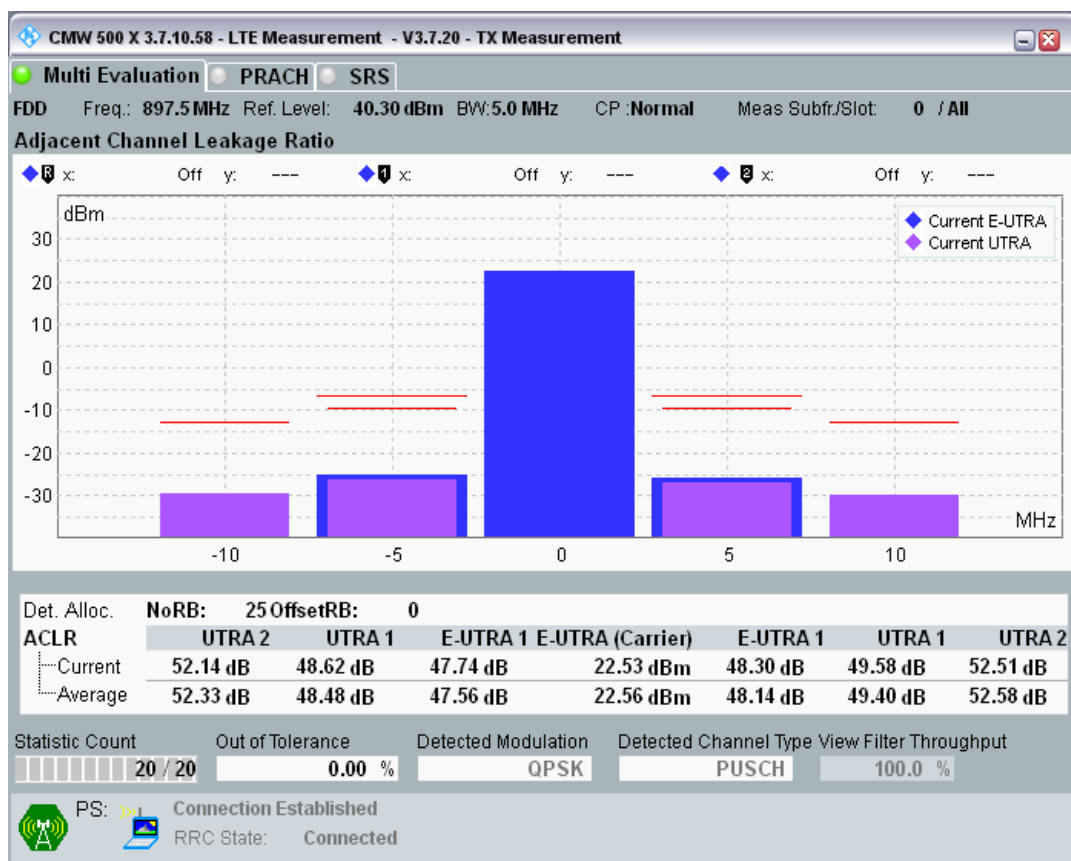 CMW 500 X 3.7.10.58 - LTE Measurement - V3.7.20 - TX Measurement
Multi Evaluation PRACH SRS
FDD Freq.: 897.5 MHz Ref. Level: 40.30 dBm BW:5.0 MHz CP :Normal Meas Subfr./Slot: 0 / All
Adjacent Channel Leakage Ratio
R x: Off y: --- 1 x: Off y: --- 2 x: Off y: ---
dBm
Current E-UTRA
Current UTRA
30
20
10
0
-10
-20
-30
MHz
-10 -5 0 5 10
Det. Alloc. NoRB: 25 OffsetRB: 0
ACLR UTRA 2 UTRA 1 E-UTRA 1 E-UTRA (Carrier) E-UTRA 1 UTRA 1 UTRA 2
Current 52.14 dB 48.62 dB 47.74 dB 22.53 dBm 48.30 dB 49.58 dB 52.51 dB
Average 52.33 dB 48.48 dB 47.56 dB 22.56 dBm 48.14 dB 49.40 dB 52.58 dB
Statistic Count Out of Tolerance Detected Modulation Detected Channel Type View Filter Throughput
20 / 20 0.00 % QPSK PUSCH 100.0 %
PS: Connection Established
RRC State: Connected